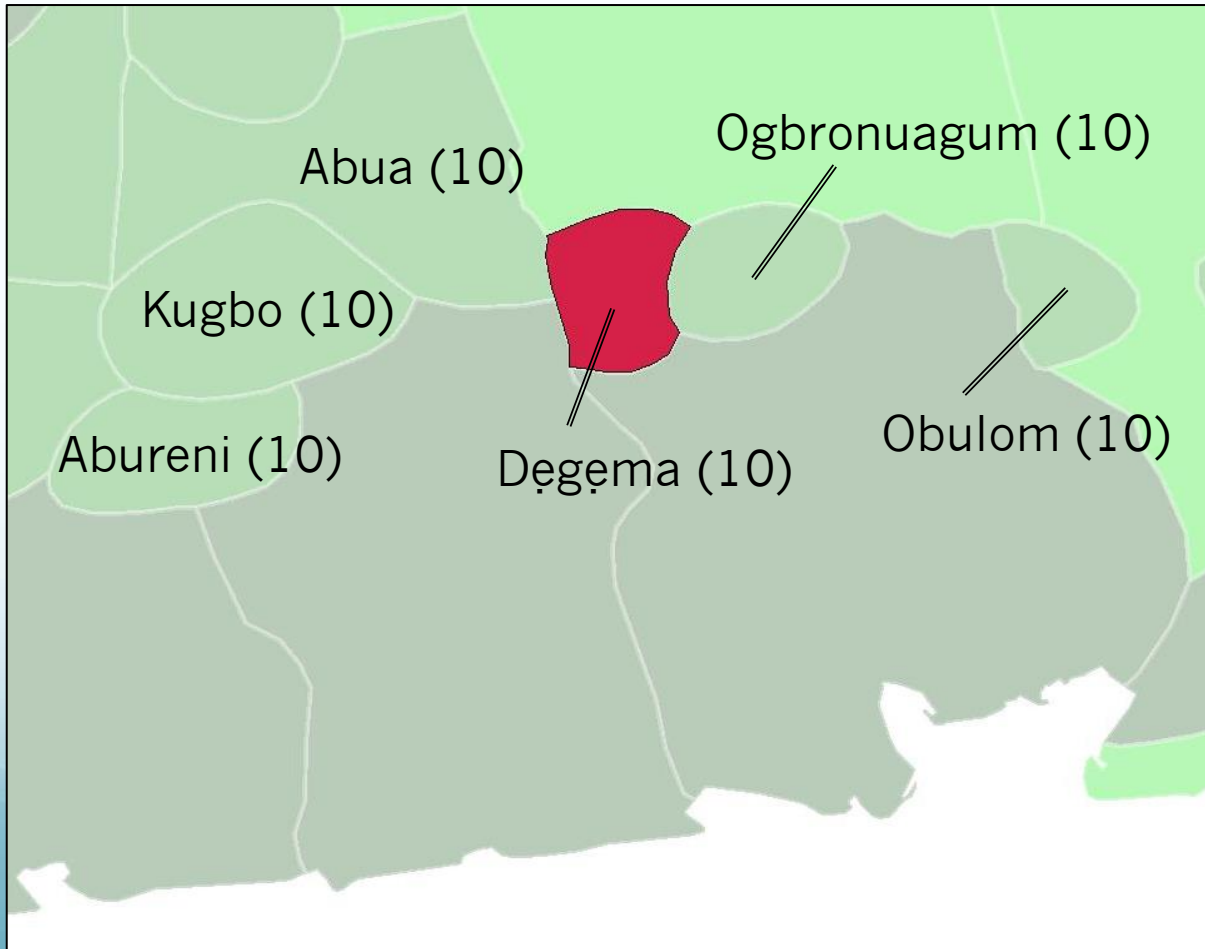 Ogbronuagum (10)
Abua (10)
Kugbo (10)
Obulom (10)
Abureni (10)
Dẹgẹma (10)